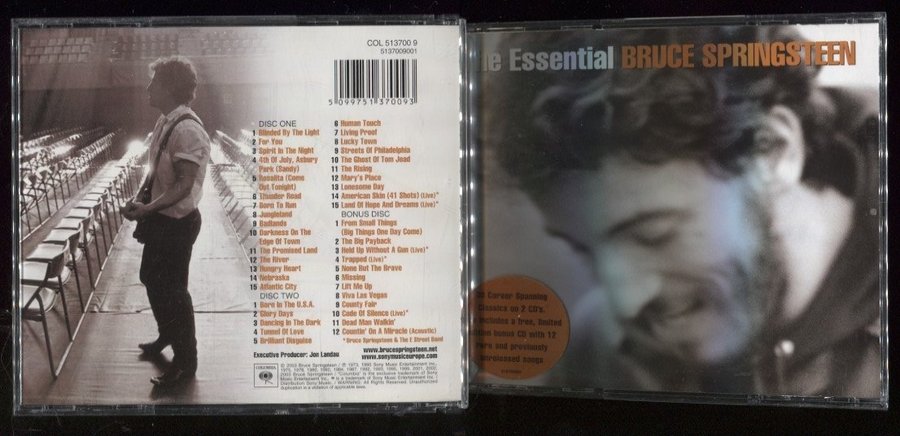 COL 513700 9
5137009001
5 099751 370093
DISC ONE
1 Blinded By The Light
2 For You
3 Spirit In The Night
4 4th Of July, Asbury
Park (Sandy)
5 Rosalita (Come
Out Tonight)
6 Thunder Road
7 Born To Run
8 Jungleland
9 Badlands
10 Darkness On The
Edge Of Town
11 The Promised Land
12 The River
13 Hungry Heart
14 Nebraska
15 Atlantic City
DISC TWO
1 Born In The U.S.A.
2 Glory Days
3 Dancing In The Dark
4 Tunnel Of Love
5 Brilliant Disguise
6 Human Touch
7 Living Proof
8 Lucky Town
9 Streets Of Philadelphia
10 The Ghost Of Tom Joad
11 The Rising
12 Mary's Place
13 Lonesome Day
14 American Skin (41 Shots) (Live)*
15 Land Of Hope And Dreams (Live)*
BONUS DISC
1 From Small Things
(Big Things One Day Come)
2 The Big Payback
3 Held Up Without A Gun (Live)*
4 Trapped (Live)*
5 None But The Brave
6 Missing
7 Lift Me Up
8 Viva Las Vegas
9 County Fair
10 Code Of Silence (Live)*
11 Dead Man Walkin'
12 Countin' On A Miracle (Acoustic)
*Bruce Springsteen & The E Street Band
Executive Producer: Jon Landau
www.brucespringsteen.net
www.sonymusiceurope.com
COLUMBIA
Essential BRUCE SPRINGSTEEN
30 Career Spanning
Classics on 2 CD's.
includes a free, limited
edition bonus CD with 12
rare and previously
unreleased songs